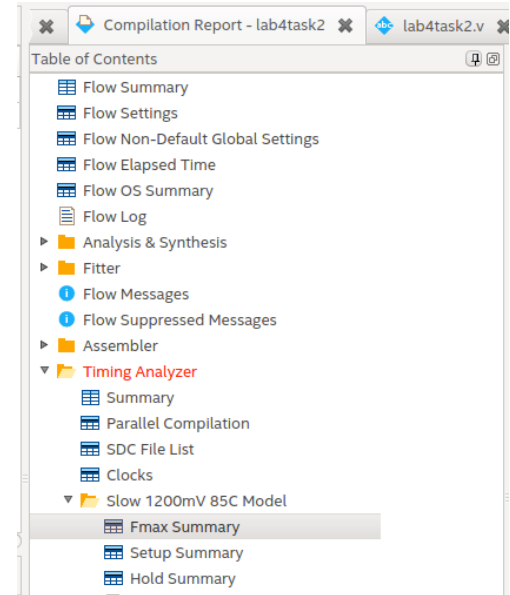 Compilation Report - lab4task2
abc lab4task2.v
Table of Contents
Flow Summary
Flow Settings
Flow Non-Default Global Settings
Flow Elapsed Time
Flow OS Summary
Flow Log
Analysis & Synthesis
Fitter
Flow Messages
Flow Suppressed Messages
Assembler
Timing Analyzer
Summary
Parallel Compilation
SDC File List
Clocks
Slow 1200mV 85C Model
Fmax Summary
Setup Summary
Hold Summary